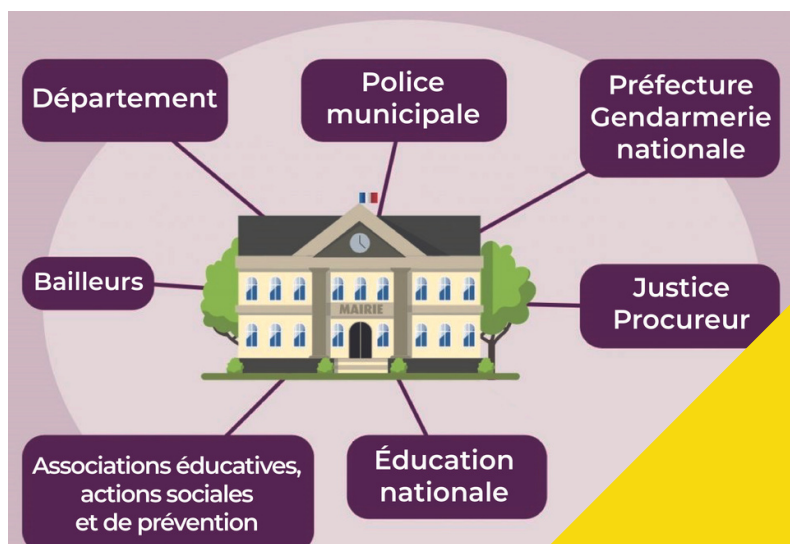 Département
Police
municipale
Préfecture
Gendarmerie
nationale
Bailleurs
MAIRIE
Justice
Procureur
Associations éducatives,
actions sociales
et de prévention
Éducation
nationale